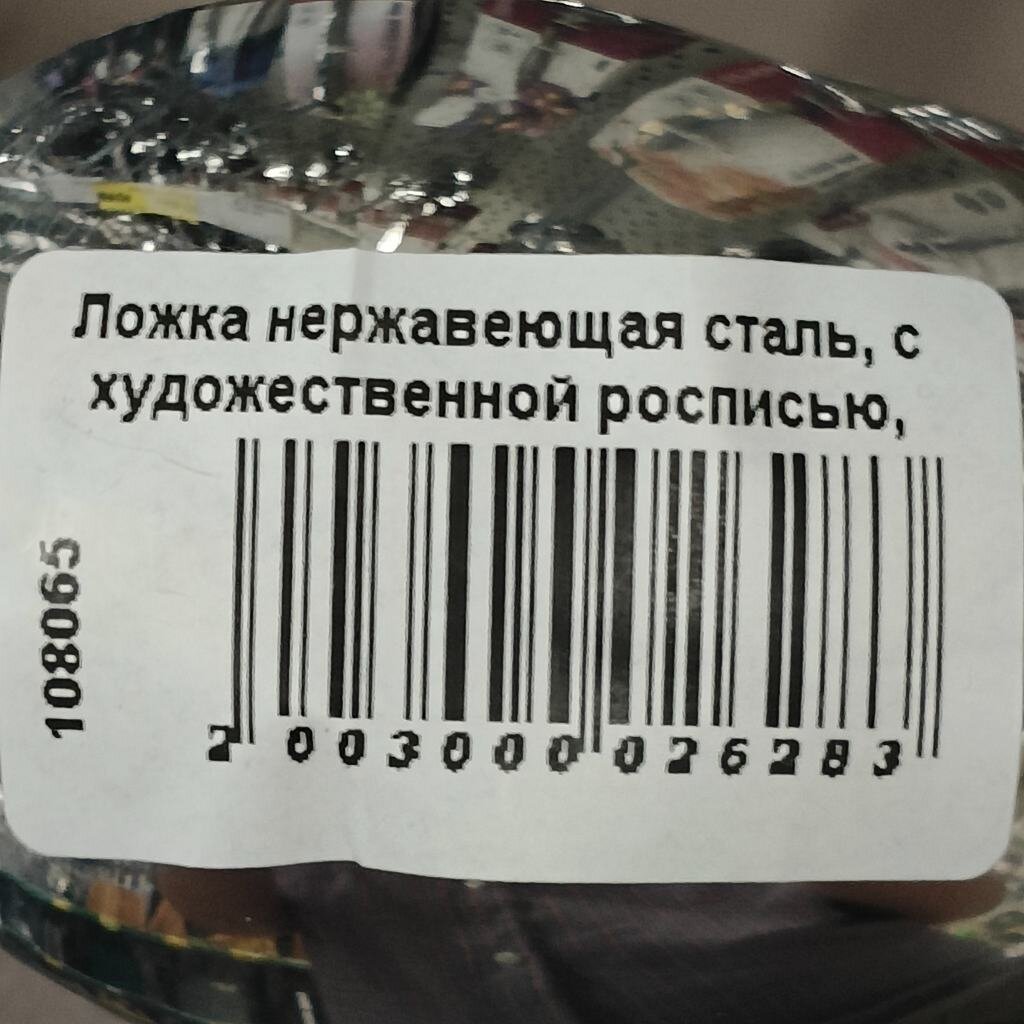 Ложка нержавеющая сталь, с
художественной росписью,
108065
2 003000 026283